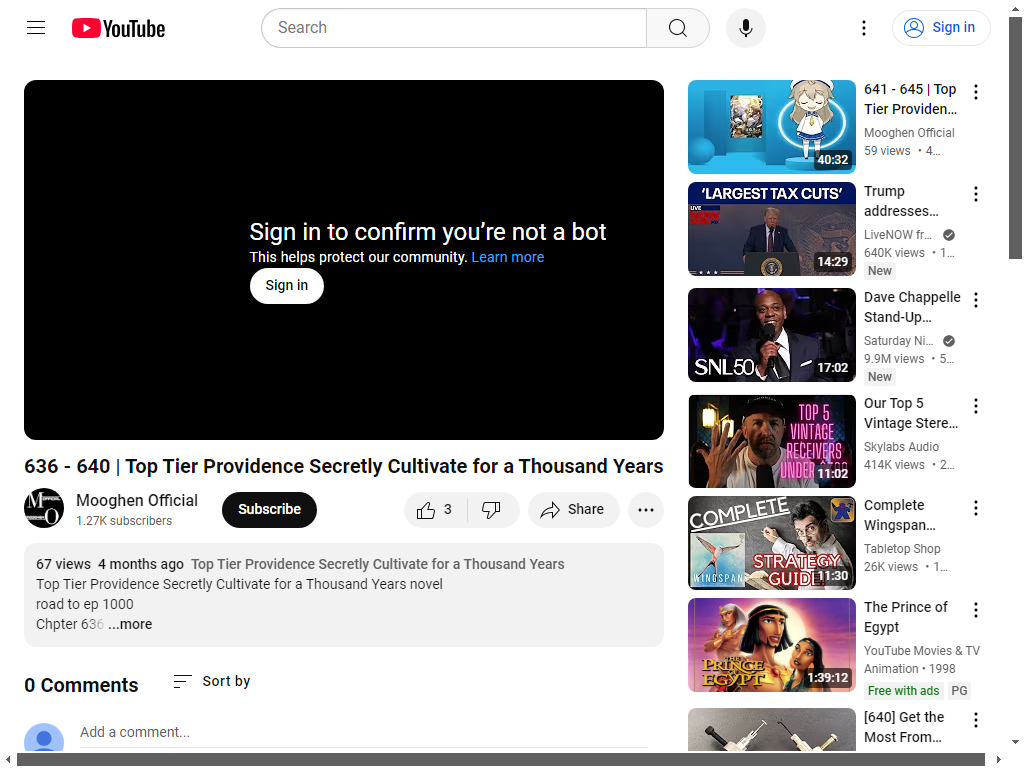 YouTube
Search
Sign in
Sign in to confirm you’re not a bot
This helps protect our community. Learn more
Sign in
636 - 640 | Top Tier Providence Secretly Cultivate for a Thousand Years
Mooghen Official
1.27K subscribers
Subscribe
3
Share
67 views 4 months ago Top Tier Providence Secretly Cultivate for a Thousand Years
Top Tier Providence Secretly Cultivate for a Thousand Years novel
road to ep 1000
Chpter 636 ...more
0 Comments
Sort by
Add a comment...
40:32
641 - 645 | Top
Tier Providen...
Mooghen Official
59 views • 4...
'LARGEST TAX CUTS'
LIVE
14:29
Trump
addresses...
LiveNOW fr...
640K views • 1...
New
SNL50
17:02
Dave Chappelle
Stand-Up...
Saturday Ni...
9.9M views • 5...
New
TOP 5
VINTAGE
RECEIVERS
11:02
Our Top 5
Vintage Stere...
Skylabs Audio
414K views • 2...
COMPLETE
WINGSPAN
STRATEGY
GUIDE
11:30
Complete
Wingspan...
Tabletop Shop
26K views • 1...
THE
PRINCE OF
EGYPT
1:39:12
The Prince of
Egypt
YouTube Movies & TV
Animation • 1998
Free with ads PG
[640] Get the
Most From...